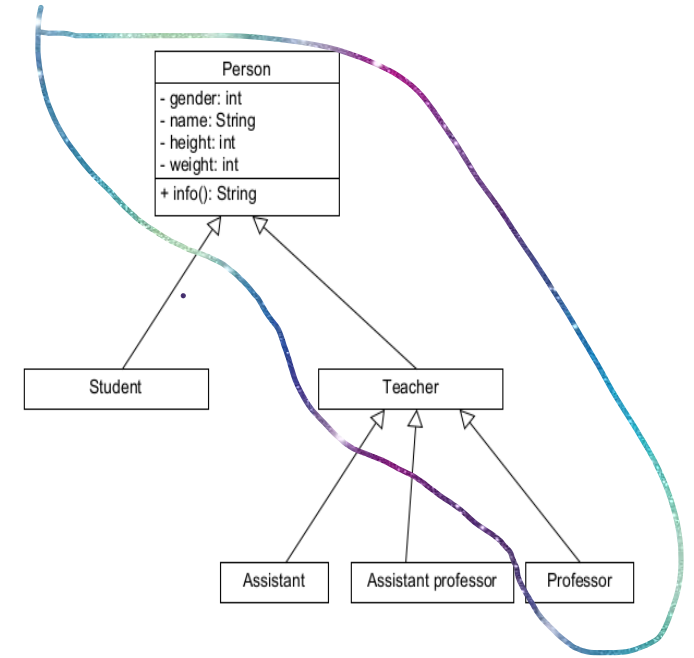 Person
- gender: int
- name: String
- height: int
- weight: int
+ info(): String
Student
Teacher
Assistant
Assistant professor
Professor